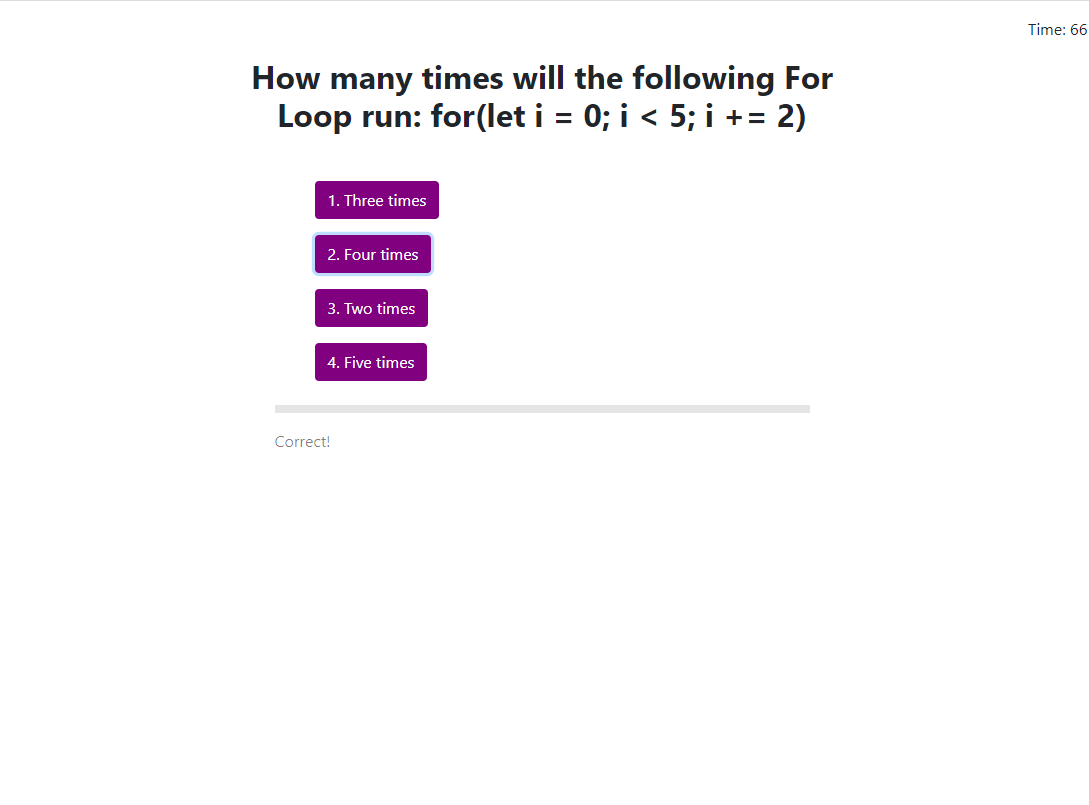 Time: 66
How many times will the following For
Loop run: for(let i = 0; i < 5; i += 2)
1. Three times
2. Four times
3. Two times
4. Five times
Correct!